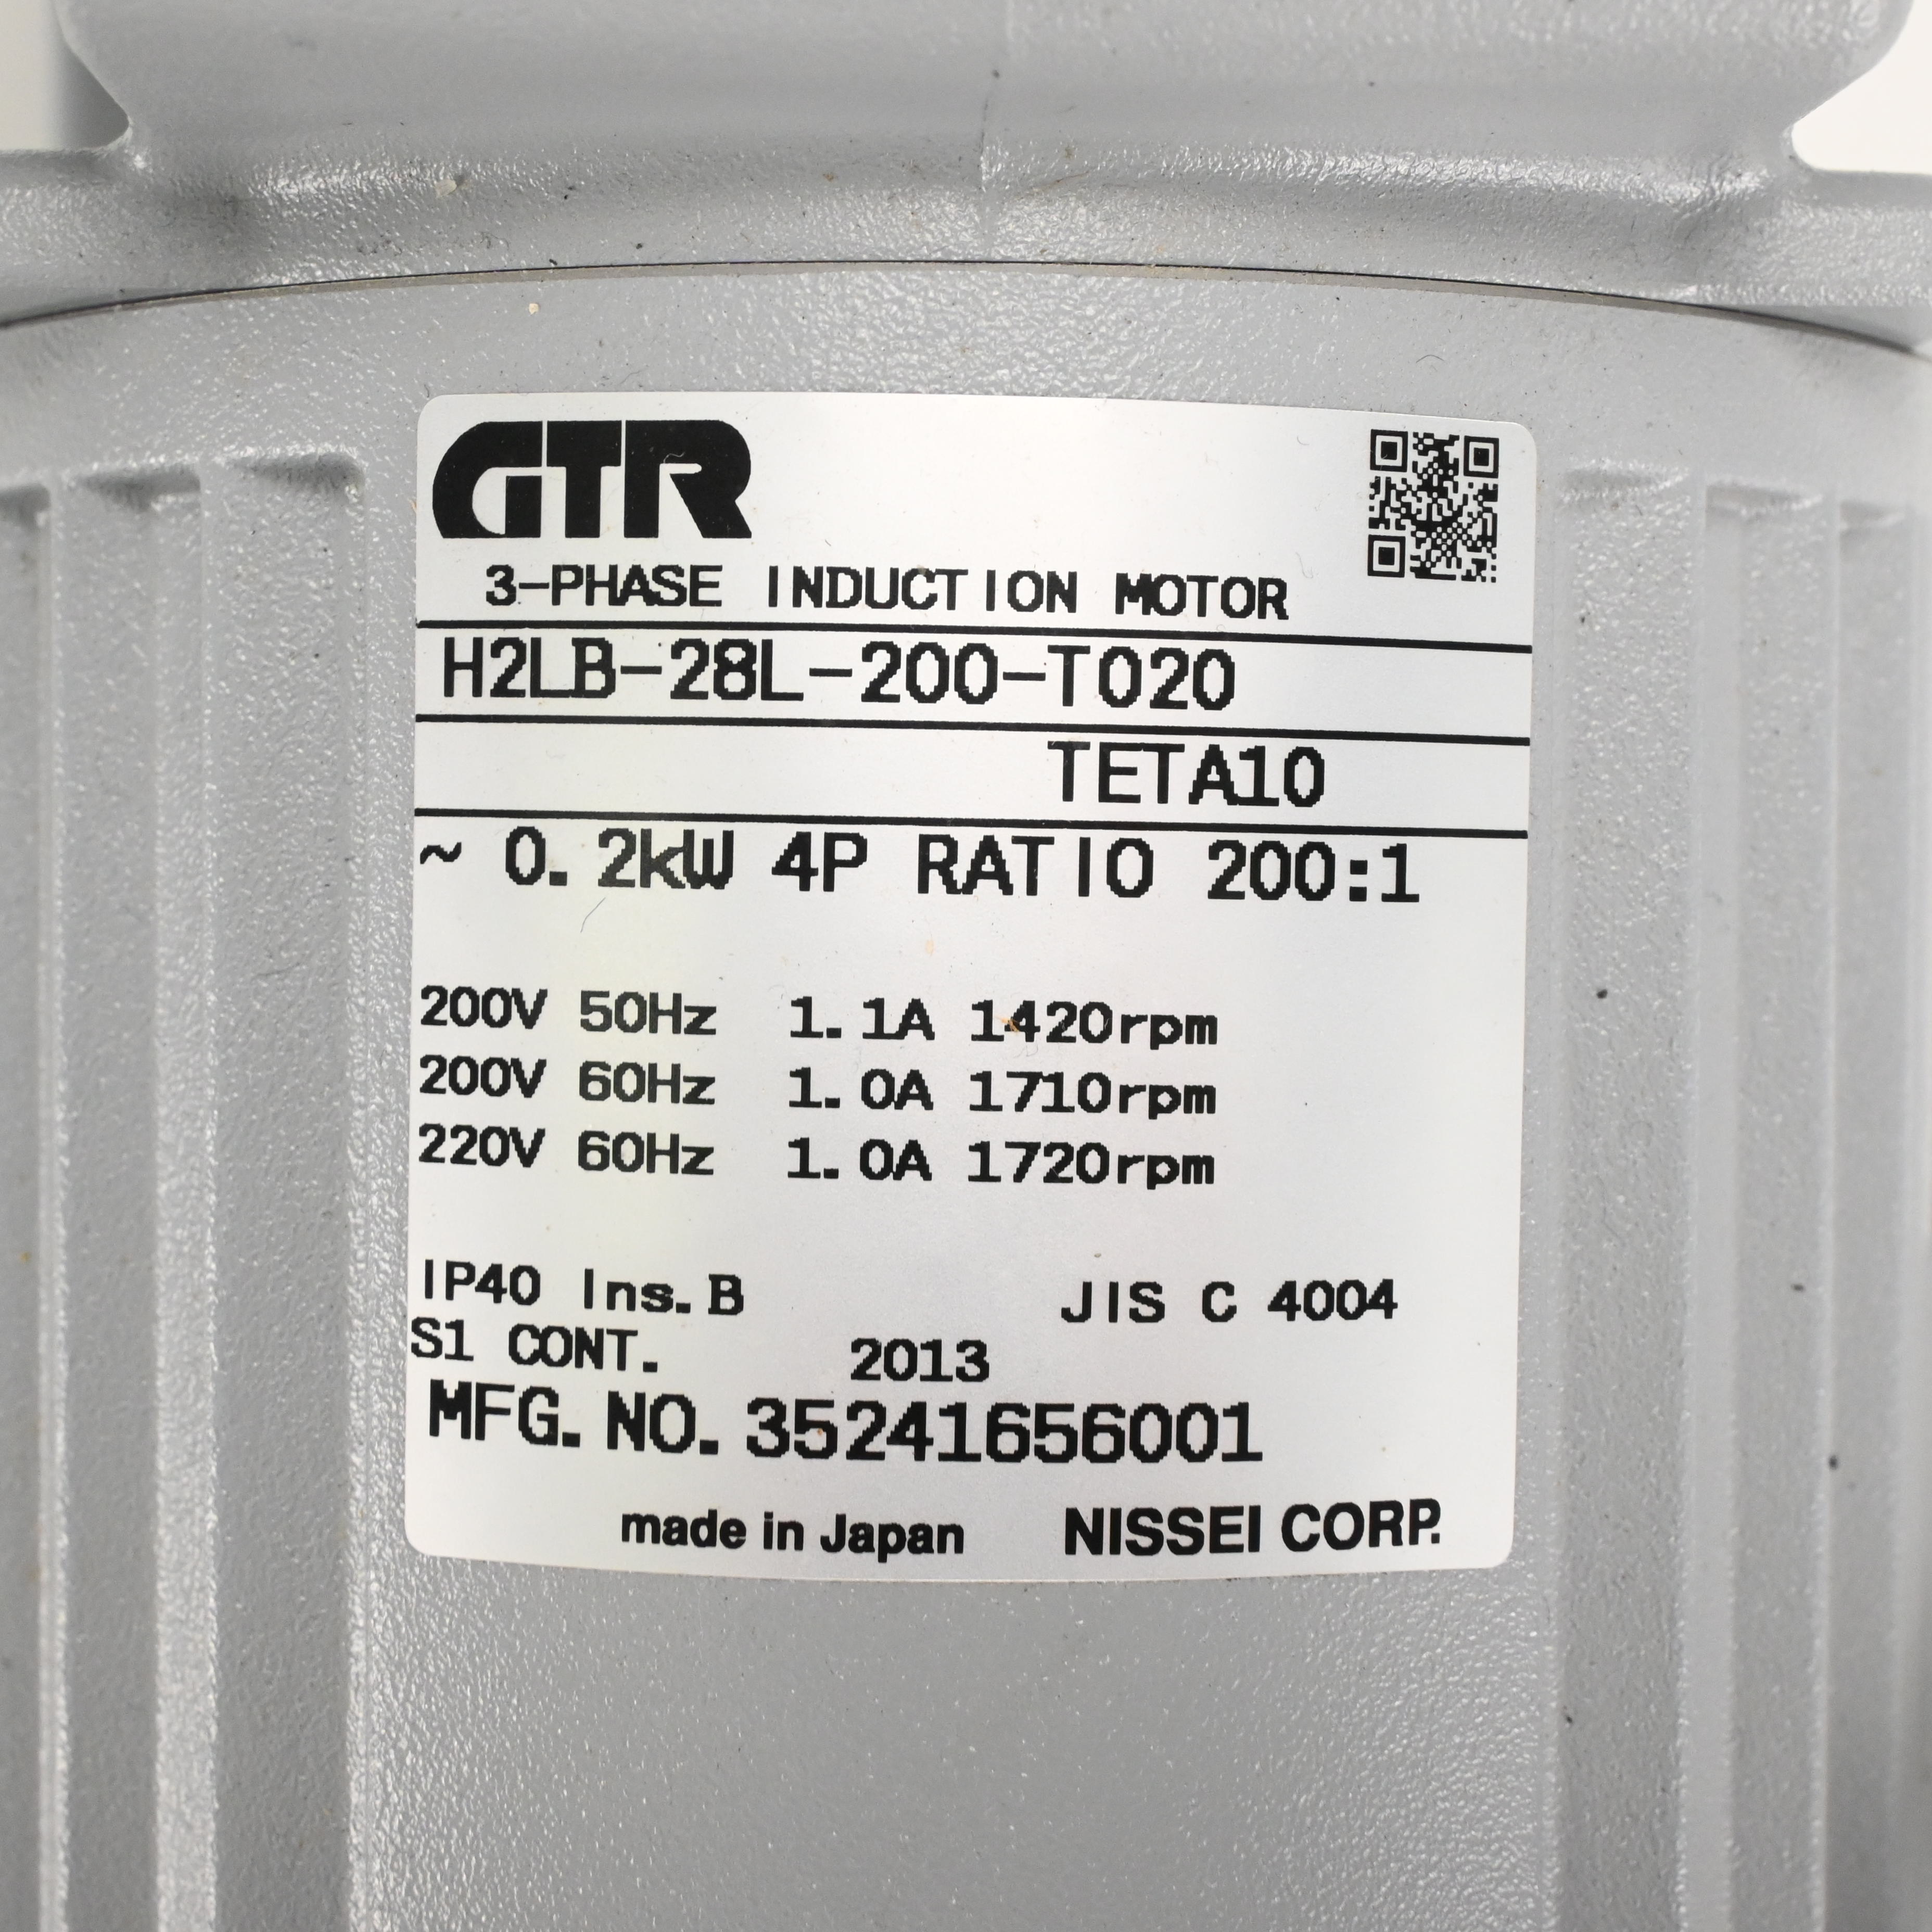 GTR
3-PHASE INDUCTION MOTOR
H2LB-28L-200-T020
TETA10
~ 0.2kW 4P RATIO 200:1
200V 50Hz 1.1A 1420rpm
200V 60Hz 1.0A 1710rpm
220V 60Hz 1.0A 1720rpm
IP40 Ins.B JIS C 4004
S1 CONT. 2013
MFG.NO.35241656001
made in Japan NISSEI CORP.